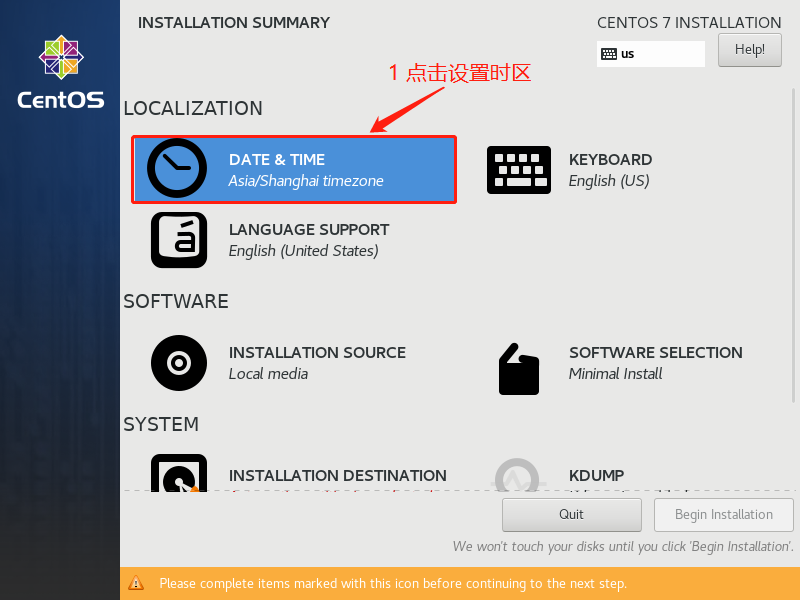 INSTALLATION SUMMARY
CENTOS 7 INSTALLATION
us
Help!
CentOS
1 点击设置时区
LOCALIZATION
DATE & TIME
Asia/Shanghai timezone
KEYBOARD
English (US)
LANGUAGE SUPPORT
English (United States)
SOFTWARE
INSTALLATION SOURCE
Local media
SOFTWARE SELECTION
Minimal Install
SYSTEM
INSTALLATION DESTINATION
KDUMP
Quit
Begin Installation
We won't touch your disks until you click 'Begin Installation'.
Please complete items marked with this icon before continuing to the next step.